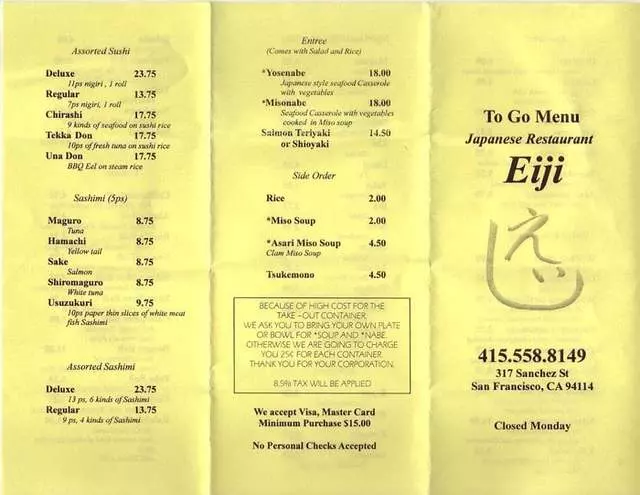 Assorted Sushi
Deluxe 23.75
11ps nigiri , 1 roll
Regular 13.75
7ps nigiri, 1 roll
Chirashi 17.75
9 kinds of seafood on sushi rice
Tekka Don 17.75
10ps of fresh tuna on sushi rice
Una Don 17.75
BBQ Eel on steam rice
Sashimi (5ps)
Maguro 8.75
Tuna
Hamachi 8.75
Yellow tail
Sake 8.75
Salmon
Shiromaguro 8.75
White tuna
Usuzukuri 9.75
10ps paper thin slices of white meat
fish Sashimi
Assorted Sashimi
Deluxe 23.75
13 ps, 6 kinds of Sashimi
Regular 13.75
9 ps, 4 kinds of Sashimi
Entree
(Comes with Salad and Rice)
*Yosenabe 18.00
Japanese style seafood Casserole
with vegetables
*Misonabe 18.00
Seafood Casserole with vegetables
cooked in Miso soup
Salmon Teriyaki 14.50
or Shioyaki
Side Order
Rice 2.00
*Miso Soup 2.00
*Asari Miso Soup 4.50
Clam Miso Soup
Tsukemono 4.50
BECAUSE OF HIGH COST FOR THE
TAKE -OUT CONTAINER,
WE ASK YOU TO BRING YOUR OWN PLATE
OR BOWL FOR *SOUP AND *NABE.
OTHERWISE WE ARE GOING TO CHARGE
YOU 25¢ FOR EACH CONTAINER.
THANK YOU FOR YOUR CORPORATION.
8.5% TAX WILL BE APPLIED
We accept Visa, Master Card
Minimum Purchase $15.00
No Personal Checks Accepted
To Go Menu
Japanese Restaurant
Eiji
えいじ
415.558.8149
317 Sanchez St
San Francisco, CA 94114
Closed Monday